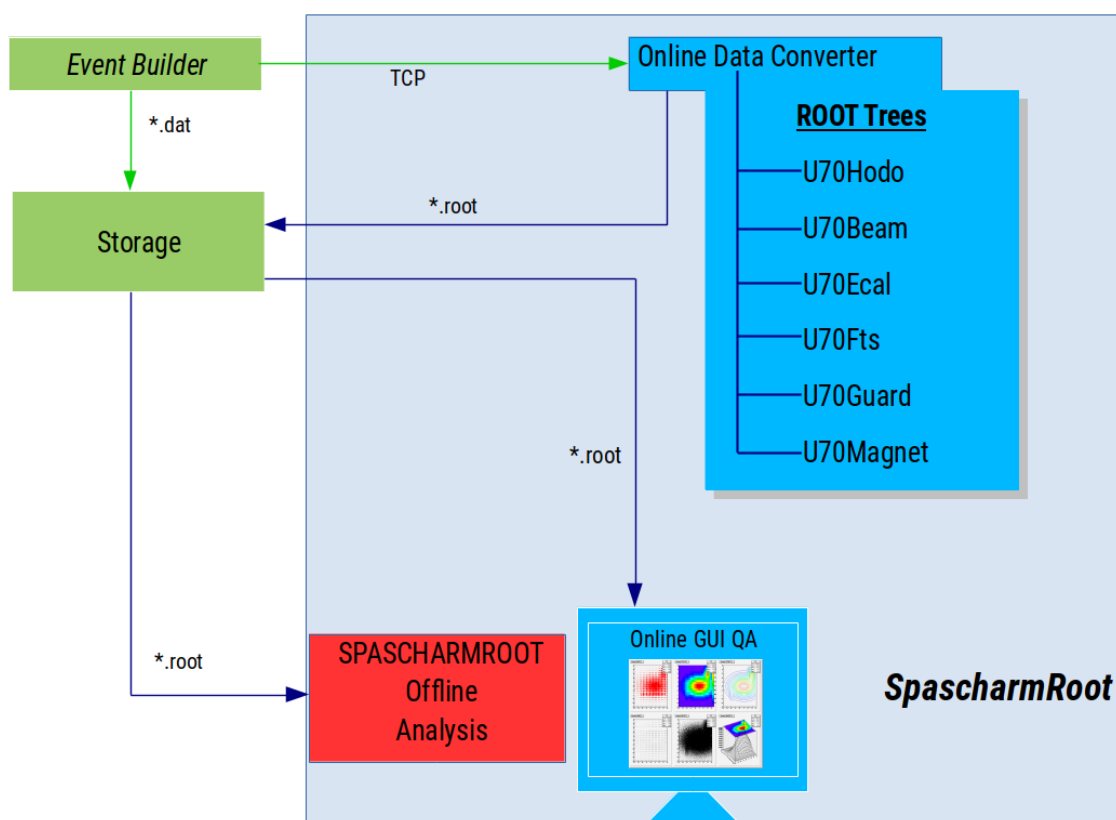 Event Builder
TCP
Online Data Converter
*.dat
ROOT Trees
U70Hodo
U70Beam
U70Ecal
U70Fts
U70Guard
U70Magnet
*.root
Storage
*.root
*.root
SPASCHARMROOT
Offline
Analysis
Online GUI QA
SpascharmRoot